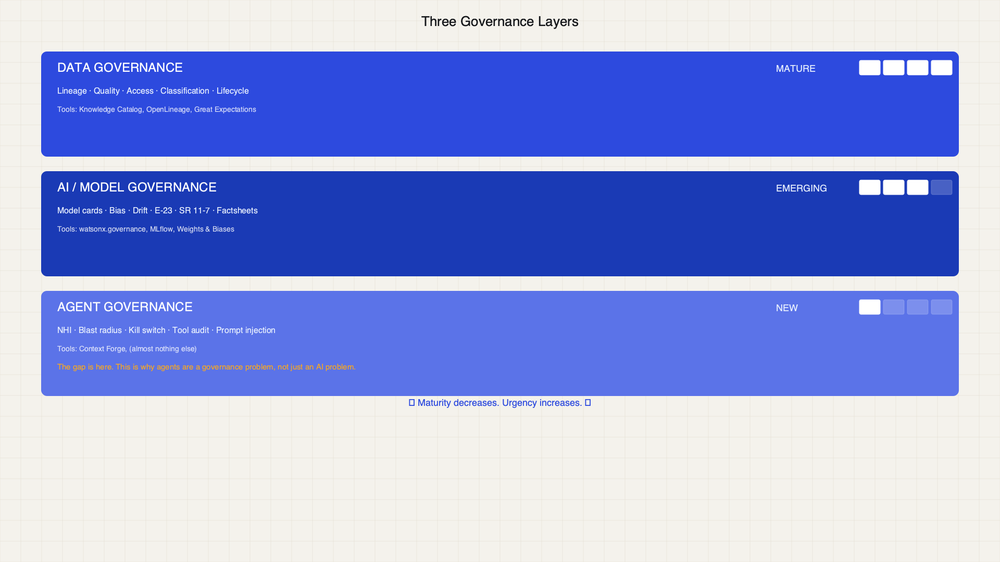 Three Governance Layers
DATA GOVERNANCE
MATURE
Lineage · Quality · Access · Classification · Lifecycle
Tools: Knowledge Catalog, OpenLineage, Great Expectations
AI / MODEL GOVERNANCE
EMERGING
Model cards · Bias · Drift · E-23 · SR 11-7 · Factsheets
Tools: watsonx.governance, MLflow, Weights & Biases
AGENT GOVERNANCE
NEW
NHI · Blast radius · Kill switch · Tool audit · Prompt injection
Tools: Context Forge, (almost nothing else)
The gap is here. This is why agents are a governance problem, not just an AI problem.
Maturity decreases. Urgency increases.